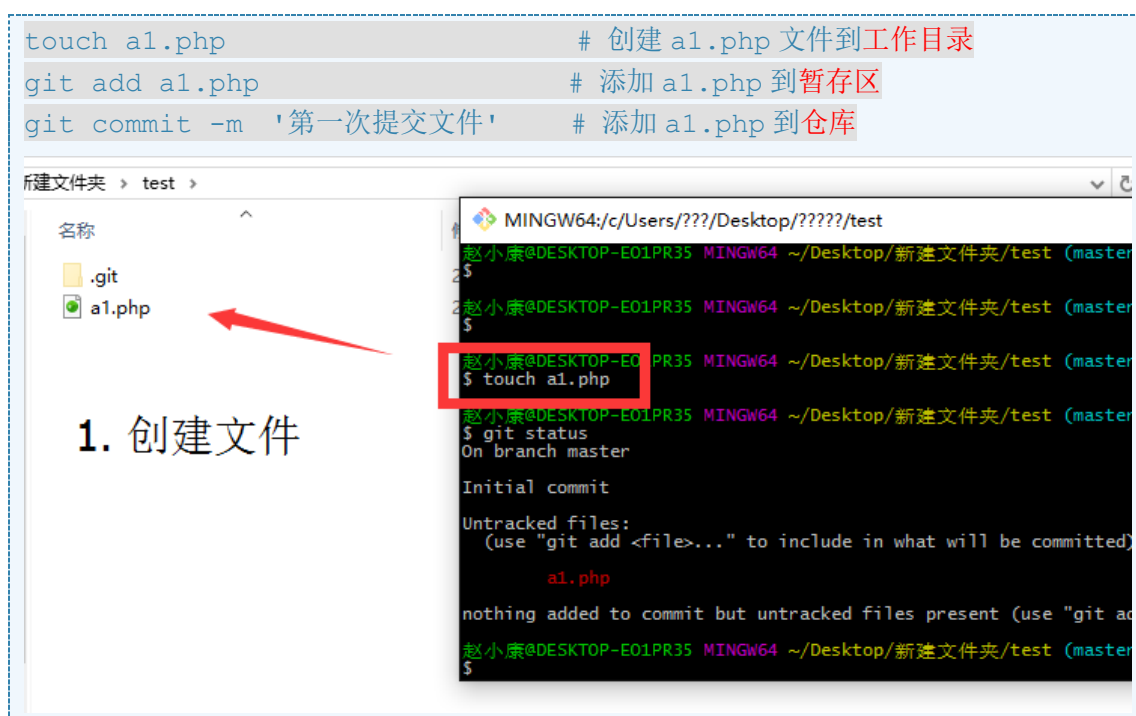 touch a1.php # 创建 a1.php 文件到工作目录
git add a1.php # 添加 a1.php 到暂存区
git commit -m '第一次提交文件' # 添加 a1.php 到仓库
新建文件夹 > test >
名称
.git
a1.php
1. 创建文件
MINGW64:/c/Users/???/Desktop/?????/test
赵小康@DESKTOP-EO1PR35 MINGW64 ~/Desktop/新建文件夹/test (master
$
赵小康@DESKTOP-EO1PR35 MINGW64 ~/Desktop/新建文件夹/test (master
$
赵小康@DESKTOP-EO1PR35 MINGW64 ~/Desktop/新建文件夹/test (master
$ touch a1.php
赵小康@DESKTOP-EO1PR35 MINGW64 ~/Desktop/新建文件夹/test (master
$ git status
On branch master
Initial commit
Untracked files:
(use "git add <file>..." to include in what will be committed)
a1.php
nothing added to commit but untracked files present (use "git ad
赵小康@DESKTOP-EO1PR35 MINGW64 ~/Desktop/新建文件夹/test (master
$